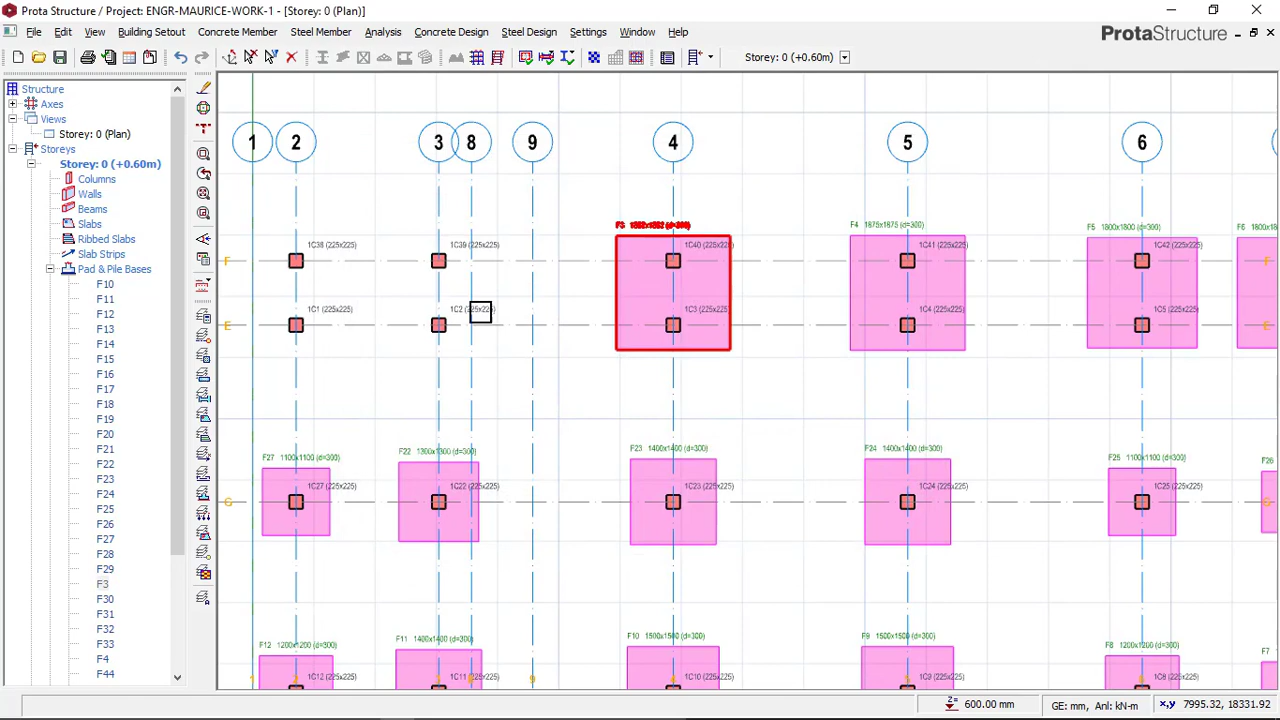 Prota Structure / Project: ENGR-MAURICE-WORK-1 - [Storey: 0 (Plan)]
File Edit View Building Setout Concrete Member Steel Member Analysis Concrete Design Steel Design Settings Window Help
ProtaStructure
Storey: 0 (+0.60m)
Structure
Axes
Views
Storey: 0 (Plan)
Storeys
Storey: 0 (+0.60m)
Columns
Walls
Beams
Slabs
Ribbed Slabs
Slab Strips
Pad & Pile Bases
F10
F11
F12
F13
F14
F15
F16
F17
F18
F19
F20
F21
F22
F23
F24
F25
F26
F27
F28
F29
F3
F30
F31
F32
F33
F4
F44
1 2 3 8 9 4 5 6
F3
F4 1875x1875 (d=300)
F5 1800x1800 (d=300)
F6
F 1C38 (225x225) 1C39 (225x225) 1C40 (225x225) 1C41 (225x225) 1C42 (225x225) F
E 1C1 (225x225) 1C2 (225x225) 1C3 (225x225) 1C4 (225x225) 1C5 (225x225) E
F27 1100x1100 (d=300) F22 1300x1300 (d=300) F23 1400x1400 (d=300) F24 1400x1400 (d=300) F25 1100x1100 (d=300) F26
G 1C27 (225x225) 1C22 (225x225) 1C23 (225x225) 1C24 (225x225) 1C25 (225x225) G
F12 1200x1200 (d=300) F11 1400x1400 (d=300) F10 1500x1500 (d=300) F9 1500x1500 (d=300) F8 1200x1200 (d=300) F7
1C12 (225x225) 1C11 (225x225) 1C10 (225x225) 1C9 (225x225) 1C8 (225x225)
Z= 600.00 mm GE: mm, Anl: kN-m x,y 7995.32, 18331.92